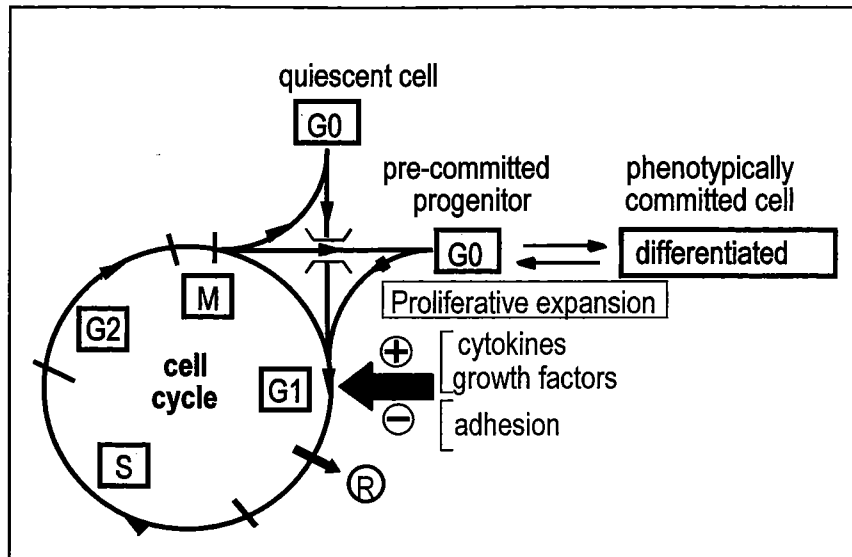 quiescent cell
G0
pre-committed
progenitor
phenotypically
committed cell
G0
differentiated
M
Proliferative expansion
G2
cell
cycle
G1
+
cytokines
growth factors
−
adhesion
S
R